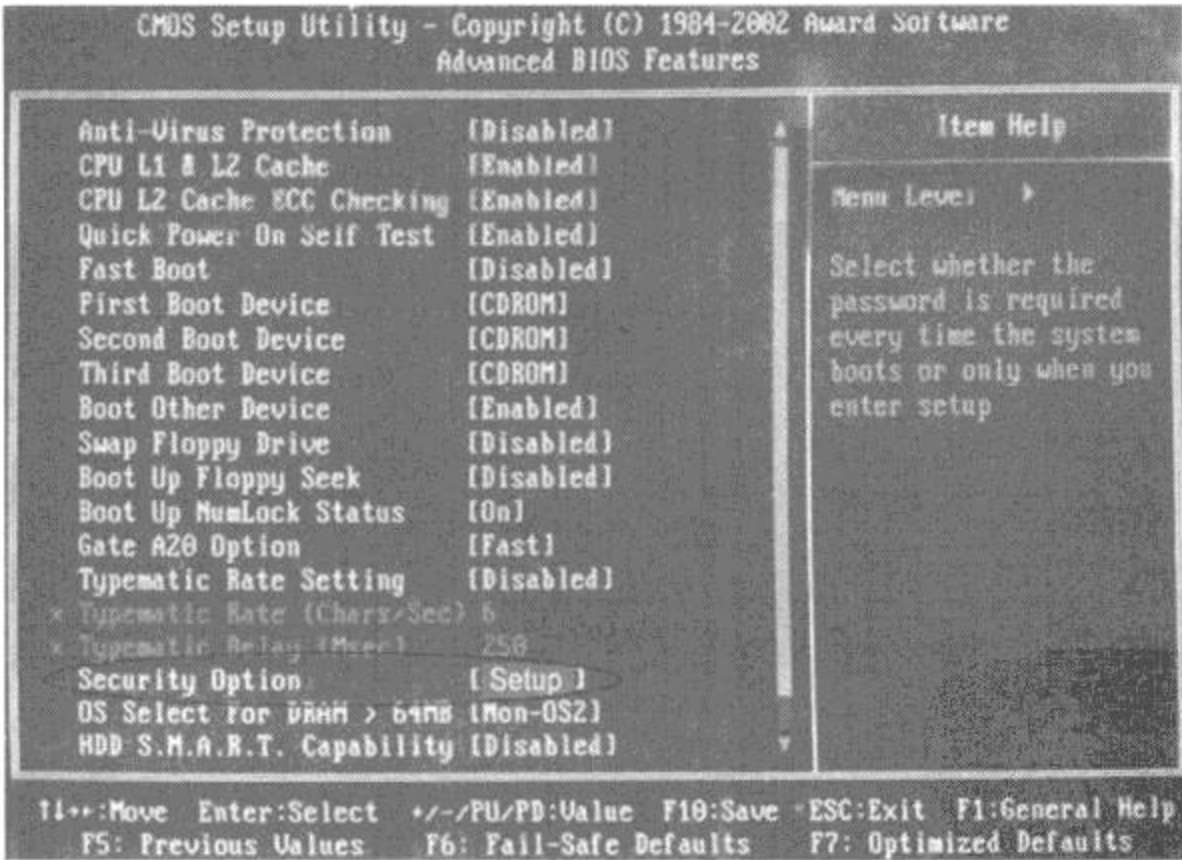 CMOS Setup Utility - Copyright (C) 1984-2002 Award Software
Advanced BIOS Features
Anti-Virus Protection [Disabled]
CPU L1 & L2 Cache [Enabled]
CPU L2 Cache ECC Checking [Enabled]
Quick Power On Self Test [Enabled]
Fast Boot [Disabled]
First Boot Device [CDROM]
Second Boot Device [CDROM]
Third Boot Device [CDROM]
Boot Other Device [Enabled]
Swap Floppy Drive [Disabled]
Boot Up Floppy Seek [Disabled]
Boot Up NumLock Status [On]
Gate A20 Option [Fast]
Typematic Rate Setting [Disabled]
x Typematic Rate (Chars/Sec) 6
x Typematic Delay (Msec) 250
Security Option [ Setup ]
OS Select For DRAM > 64MB [Non-OS2]
HDD S.M.A.R.T. Capability [Disabled]
Item Help
Menu Level ▶
Select whether the
password is required
every time the system
boots or only when you
enter setup
↑↓→←:Move Enter:Select +/-/PU/PD:Value F10:Save ESC:Exit F1:General Help
F5: Previous Values F6: Fail-Safe Defaults F7: Optimized Defaults